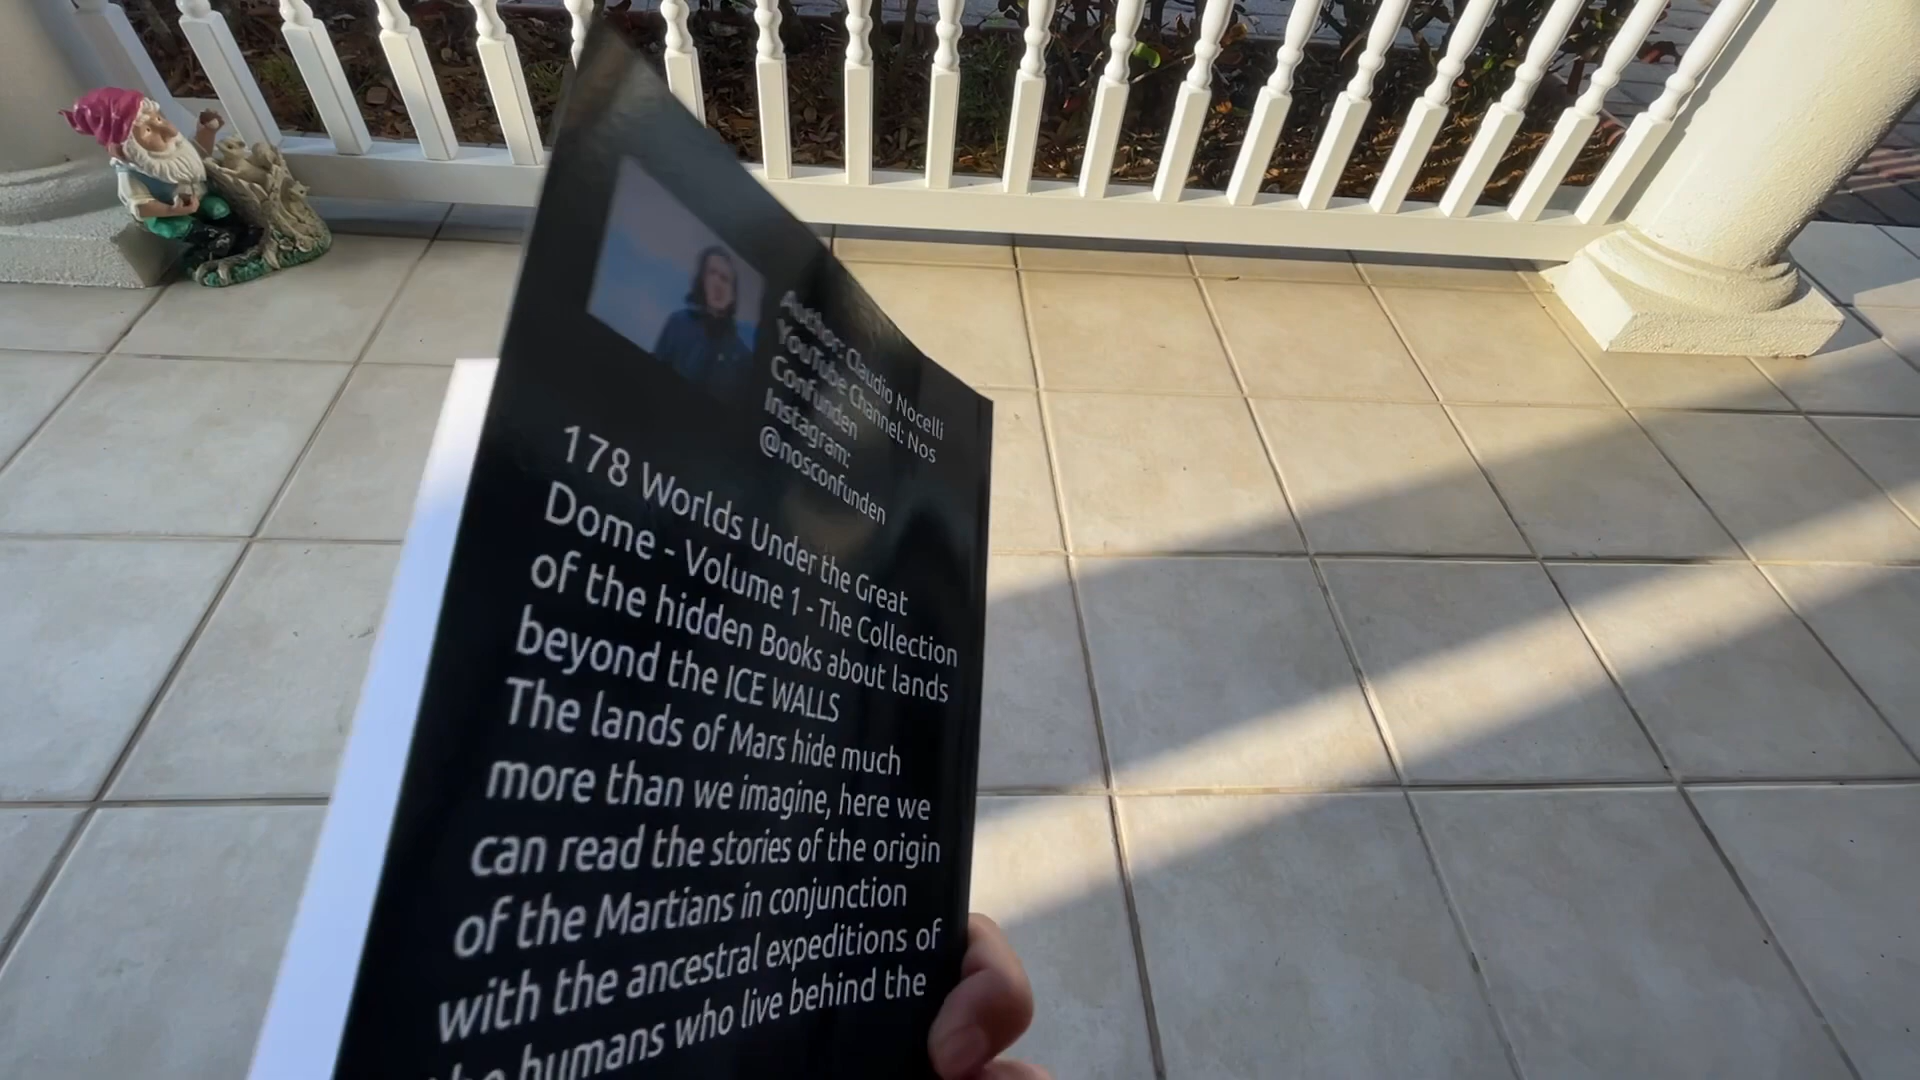 Author: Claudio Nocelli
YouTube Channel: Nos
Confunden
Instagram:
@nosconfunden
178 Worlds Under the Great
Dome - Volume 1 - The Collection
of the hidden Books about lands
beyond the ICE WALLS
The lands of Mars hide much
more than we imagine, here we
can read the stories of the origin
of the Martians in conjunction
with the ancestral expeditions of
the humans who live behind the